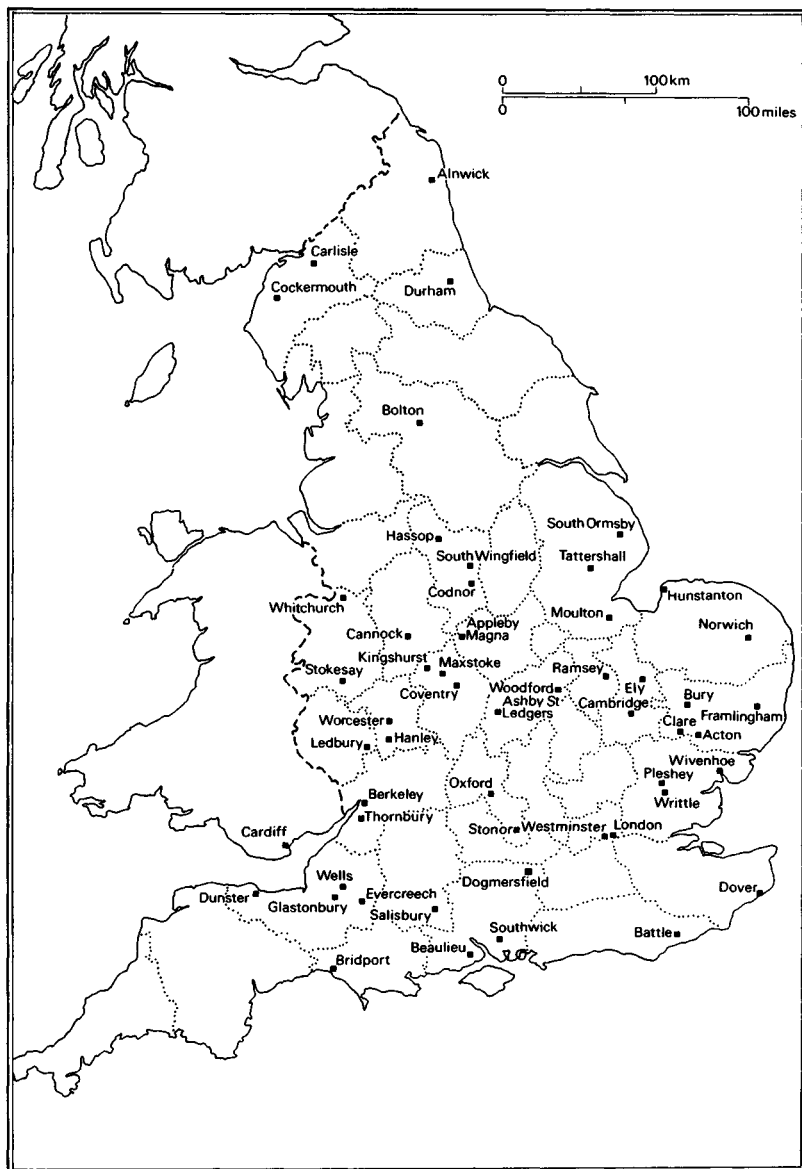 0 100 km
0 100 miles
Alnwick
Carlisle
Cockermouth
Durham
Bolton
Hassop
South Ormsby
South Wingfield
Tattershall
Codnor
Hunstanton
Whitchurch
Moulton
Appleby
Magna
Norwich
Cannock
Kingshurst
Maxstoke
Ramsey
Stokesay
Coventry
Woodford
Ely
Bury
Ashby St
Ledgers
Cambridge
Framlingham
Clare
Worcester
Acton
Hanley
Ledbury
Wivenhoe
Pleshey
Oxford
Writtle
Berkeley
Thornbury
Stonor
Westminster
London
Cardiff
Wells
Dogmersfield
Dover
Dunster
Evercreech
Glastonbury
Salisbury
Southwick
Battle
Beaulieu
Bridport